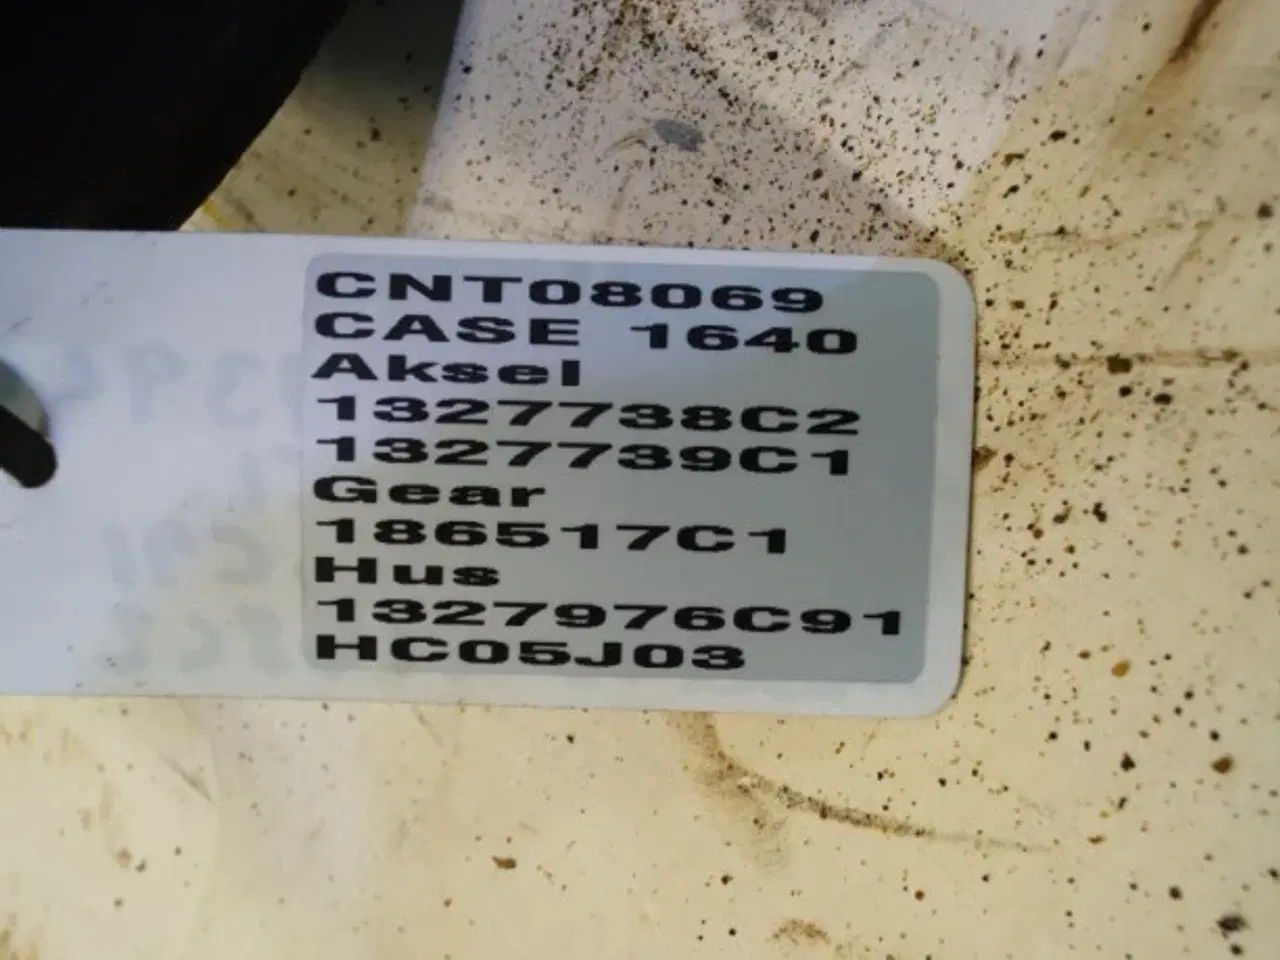 CNT08069
CASE 1640
Aksel
1327738C2
1327739C1
Gear
186517C1
Hus
1327976C91
HC05J03